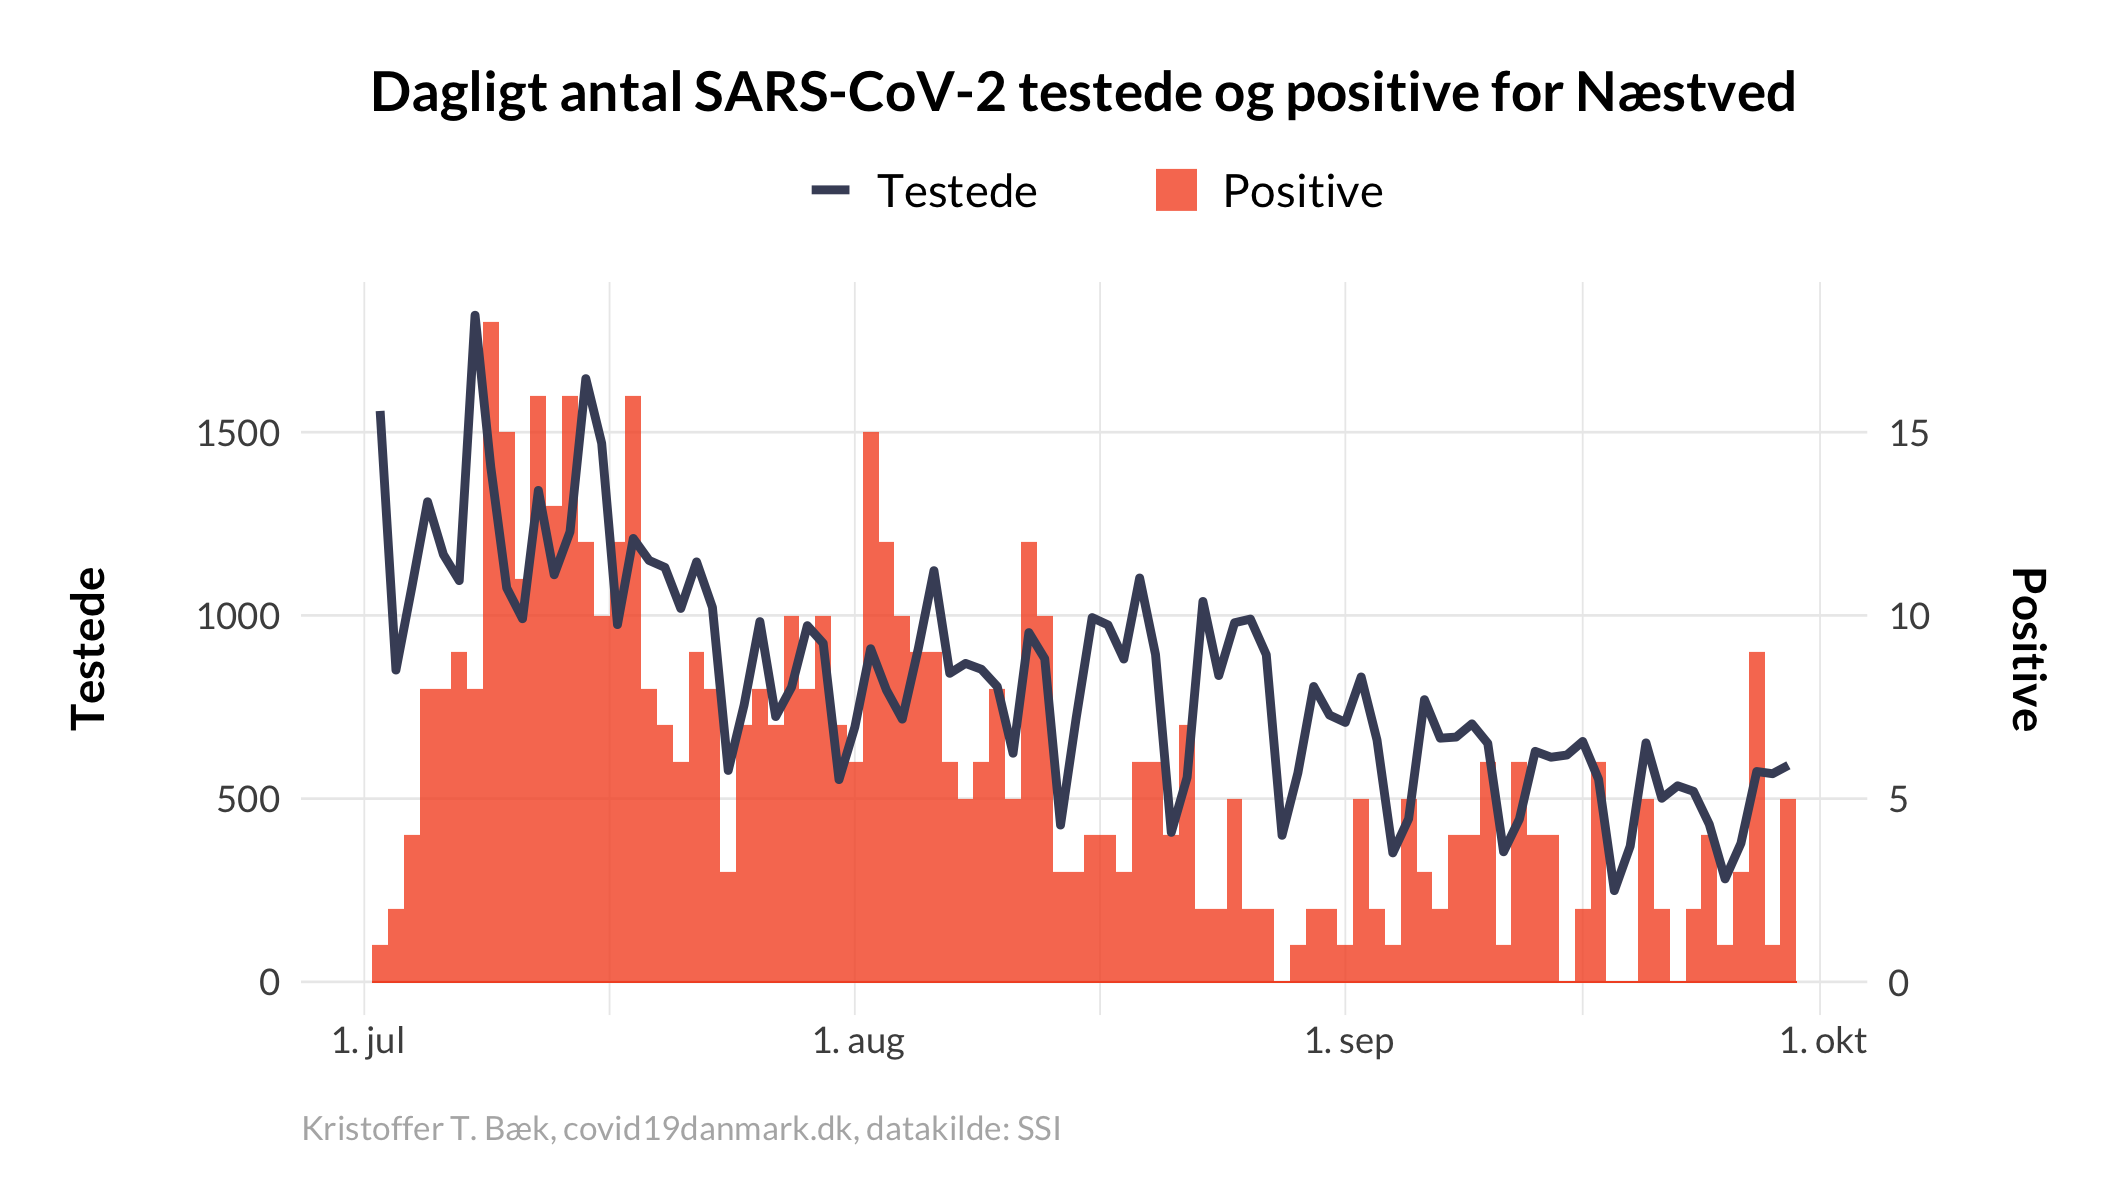 Dagligt antal SARS-CoV-2 testede og positive for Næstved
Testede
Positive
1500
1000
500
0
Testede
15
10
5
0
Positive
1. jul
1. aug
1. sep
1. okt
Kristoffer T. Bæk, covid19danmark.dk, datakilde: SSI